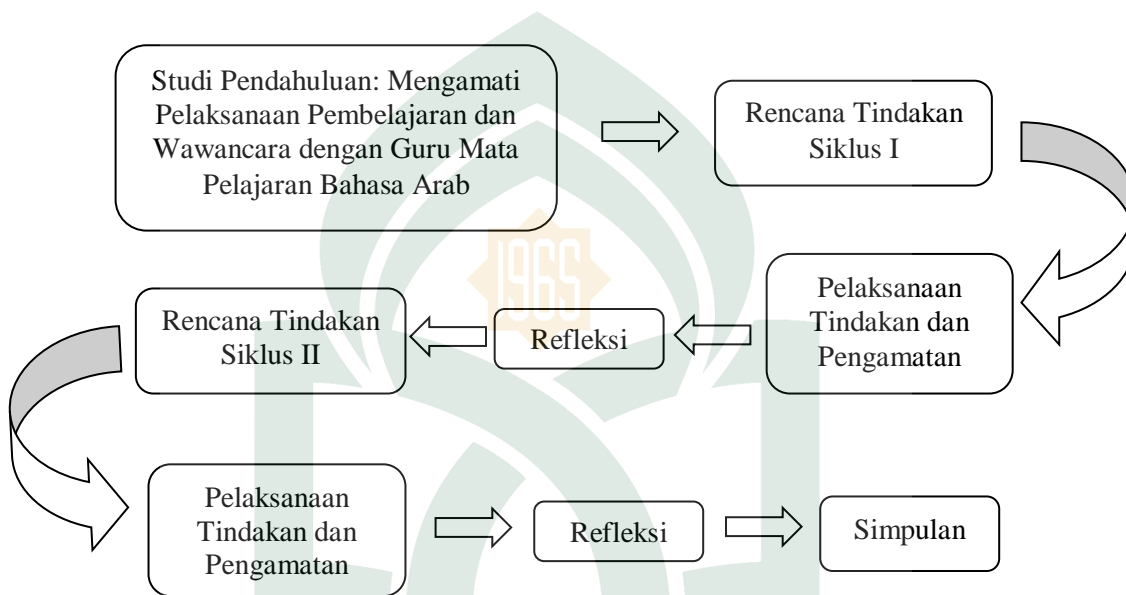 Studi Pendahuluan: Mengamati
Pelaksanaan Pembelajaran dan
Wawancara dengan Guru Mata
Pelajaran Bahasa Arab
Rencana Tindakan
Siklus I
Pelaksanaan
Tindakan dan
Pengamatan
Refleksi
Rencana Tindakan
Siklus II
Pelaksanaan
Tindakan dan
Pengamatan
Refleksi
Simpulan
1965